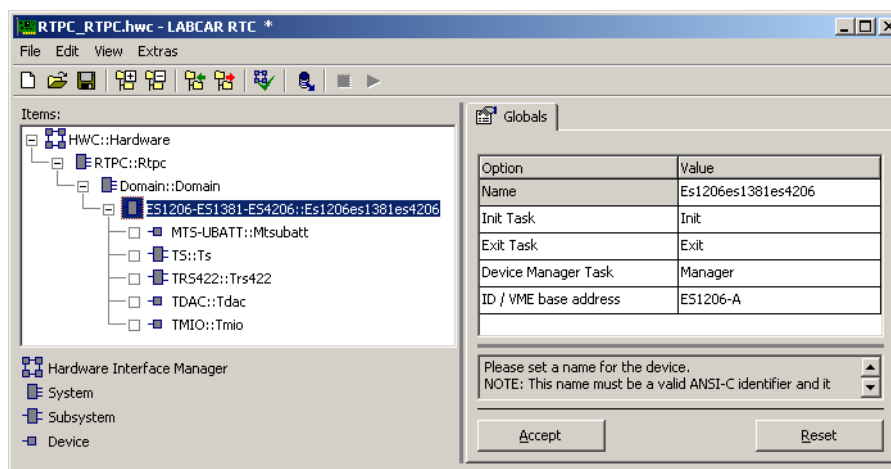 RTPC_RTPC.hwc - LABCAR RTC *
File Edit View Extras
Items:
HWC::Hardware
RTPC::Rtpc
Domain::Domain
ES1206-ES1381-ES4206::Es1206es1381es4206
MTS-UBATT::Mtsubatt
TS::Ts
TRS422::Trs422
TDAC::Tdac
TMIO::Tmio
Hardware Interface Manager
System
Subsystem
Device
Globals
Option Value
Name Es1206es1381es4206
Init Task Init
Exit Task Exit
Device Manager Task Manager
ID / VME base address ES1206-A
Please set a name for the device.
NOTE: This name must be a valid ANSI-C identifier and it
Accept Reset